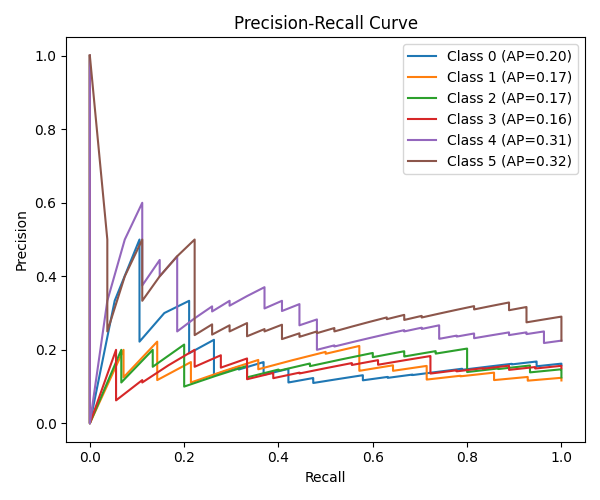 Precision-Recall Curve
Class 0 (AP=0.20)
Class 1 (AP=0.17)
Class 2 (AP=0.17)
Class 3 (AP=0.16)
Class 4 (AP=0.31)
Class 5 (AP=0.32)
Precision
1.0
0.8
0.6
0.4
0.2
0.0
0.0 0.2 0.4 0.6 0.8 1.0
Recall